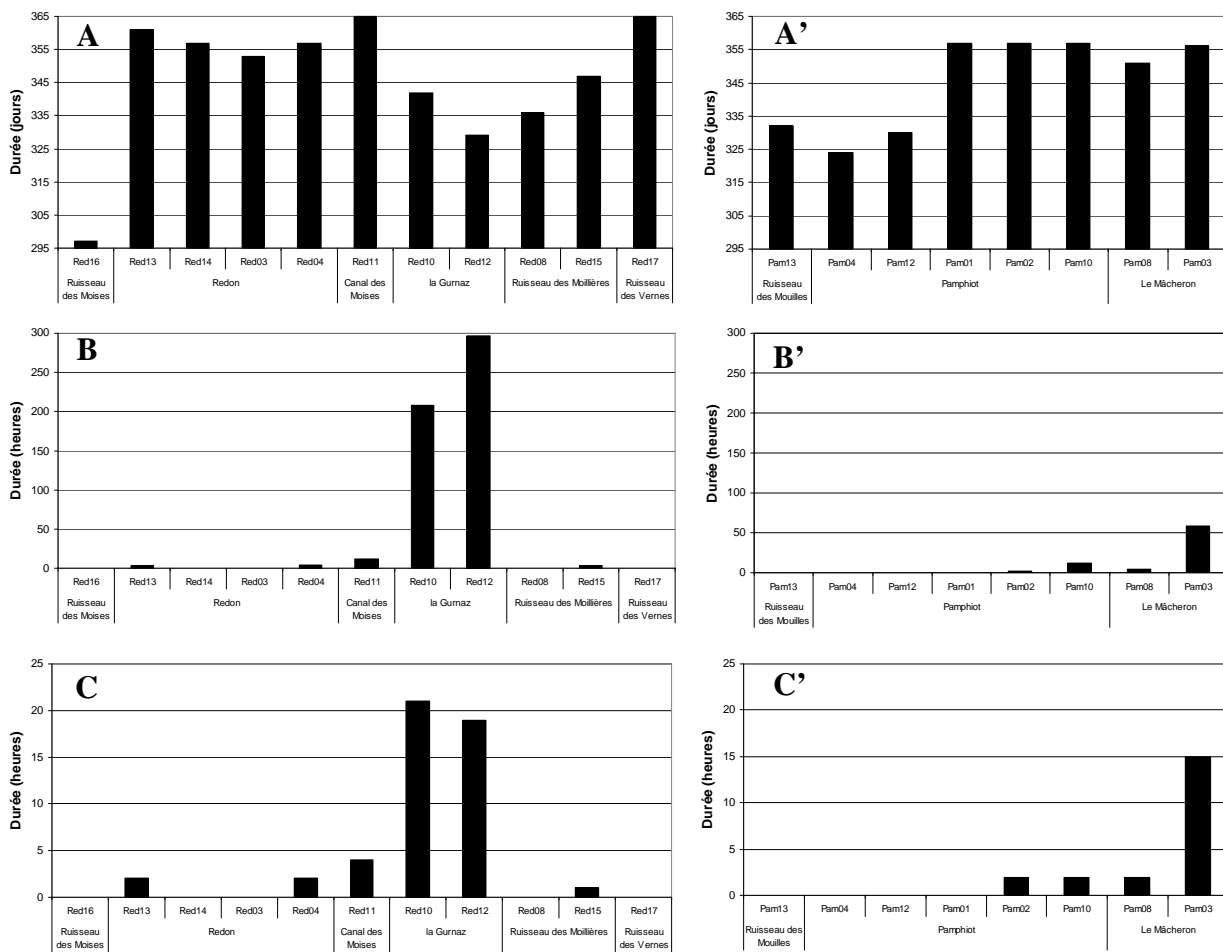 A
Durée (jours)
365
355
345
335
325
315
305
295
Red16 Red13 Red14 Red03 Red04 Red11 Red10 Red12 Red08 Red15 Red17
Ruisseau des Moises Redon Canal des Moises la Gurnaz Ruisseau des Moillières Ruisseau des Vernes
A’
Durée (jours)
365
355
345
335
325
315
305
295
Pam13 Pam04 Pam12 Pam01 Pam02 Pam10 Pam08 Pam03
Ruisseau des Mouilles Pamphiot Le Mâcheron
B
Durée (heures)
300
250
200
150
100
50
0
Red16 Red13 Red14 Red03 Red04 Red11 Red10 Red12 Red08 Red15 Red17
Ruisseau des Moises Redon Canal des Moises la Gurnaz Ruisseau des Moillières Ruisseau des Vernes
B’
Durée (heures)
300
250
200
150
100
50
0
Pam13 Pam04 Pam12 Pam01 Pam02 Pam10 Pam08 Pam03
Ruisseau des Mouilles Pamphiot Le Mâcheron
C
Durée (heures)
25
20
15
10
5
0
Red16 Red13 Red14 Red03 Red04 Red11 Red10 Red12 Red08 Red15 Red17
Ruisseau des Moises Redon Canal des Moises la Gurnaz Ruisseau des Moillières Ruisseau des Vernes
C’
Durée (heures)
25
20
15
10
5
0
Pam13 Pam04 Pam12 Pam01 Pam02 Pam10 Pam08 Pam03
Ruisseau des Mouilles Pamphiot Le Mâcheron